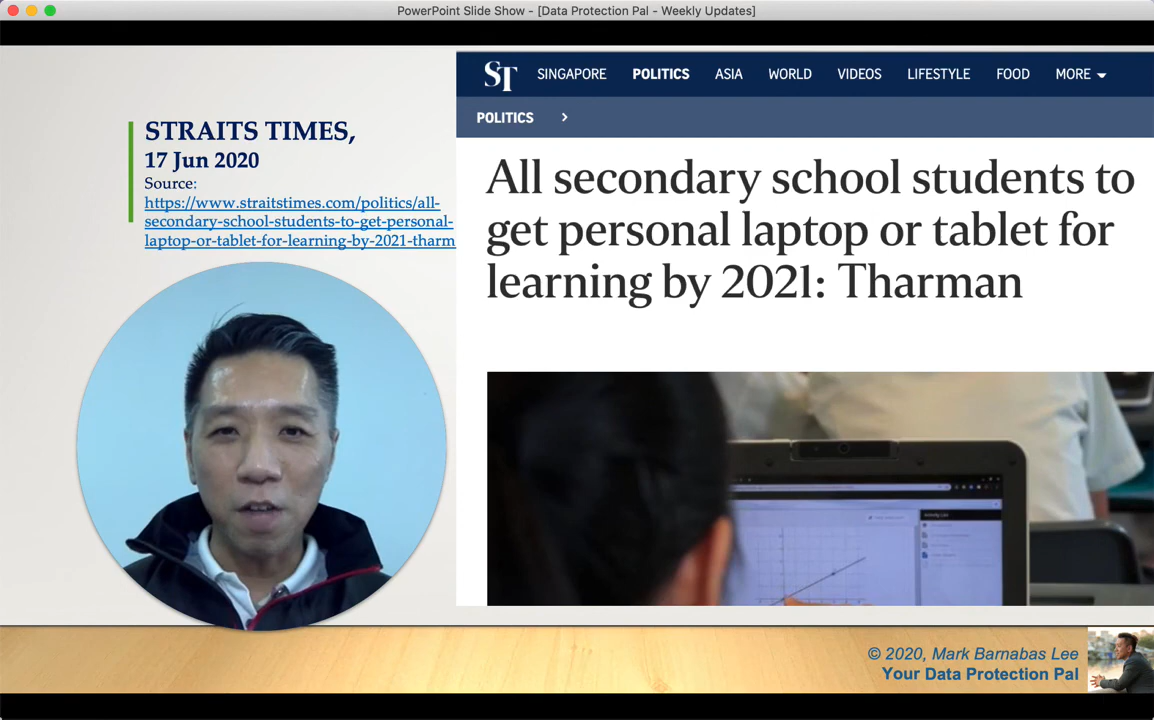 PowerPoint Slide Show - [Data Protection Pal - Weekly Updates]
STRAITS TIMES,
17 Jun 2020
Source:
https://www.straitstimes.com/politics/all-
secondary-school-students-to-get-personal-
laptop-or-tablet-for-learning-by-2021-tharm
ST SINGAPORE POLITICS ASIA WORLD VIDEOS LIFESTYLE FOOD MORE
POLITICS >
All secondary school students to
get personal laptop or tablet for
learning by 2021: Tharman
© 2020, Mark Barnabas Lee
Your Data Protection Pal